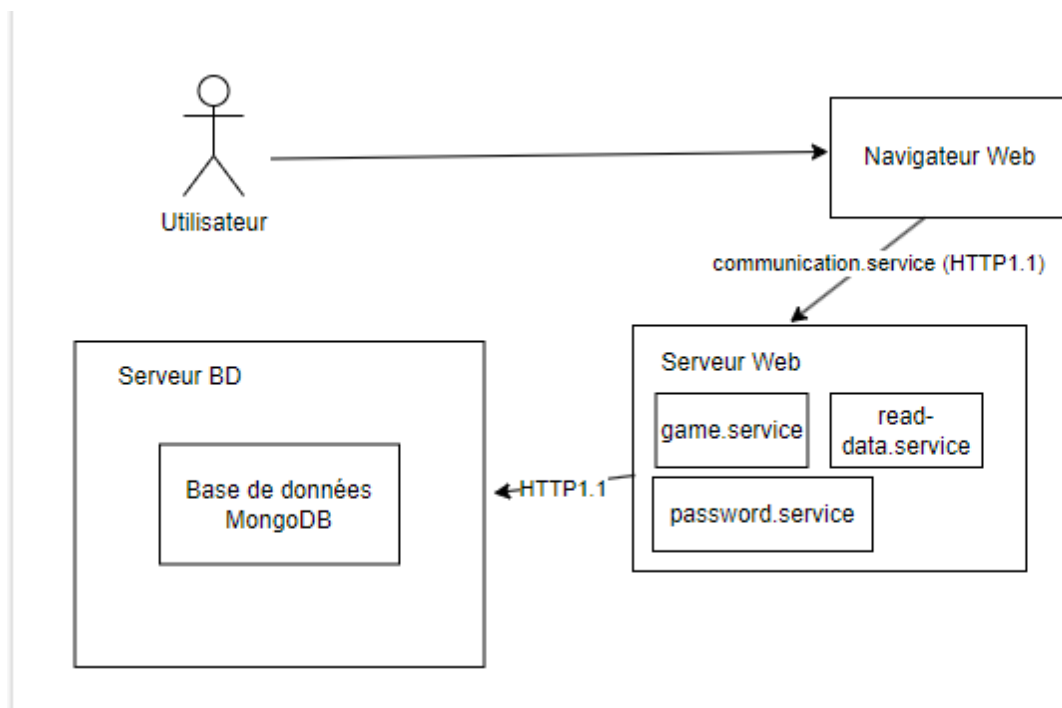 Utilisateur
Navigateur Web
communication.service (HTTP1.1)
Serveur Web
game.service
read-
data.service
password.service
HTTP1.1
Serveur BD
Base de données
MongoDB